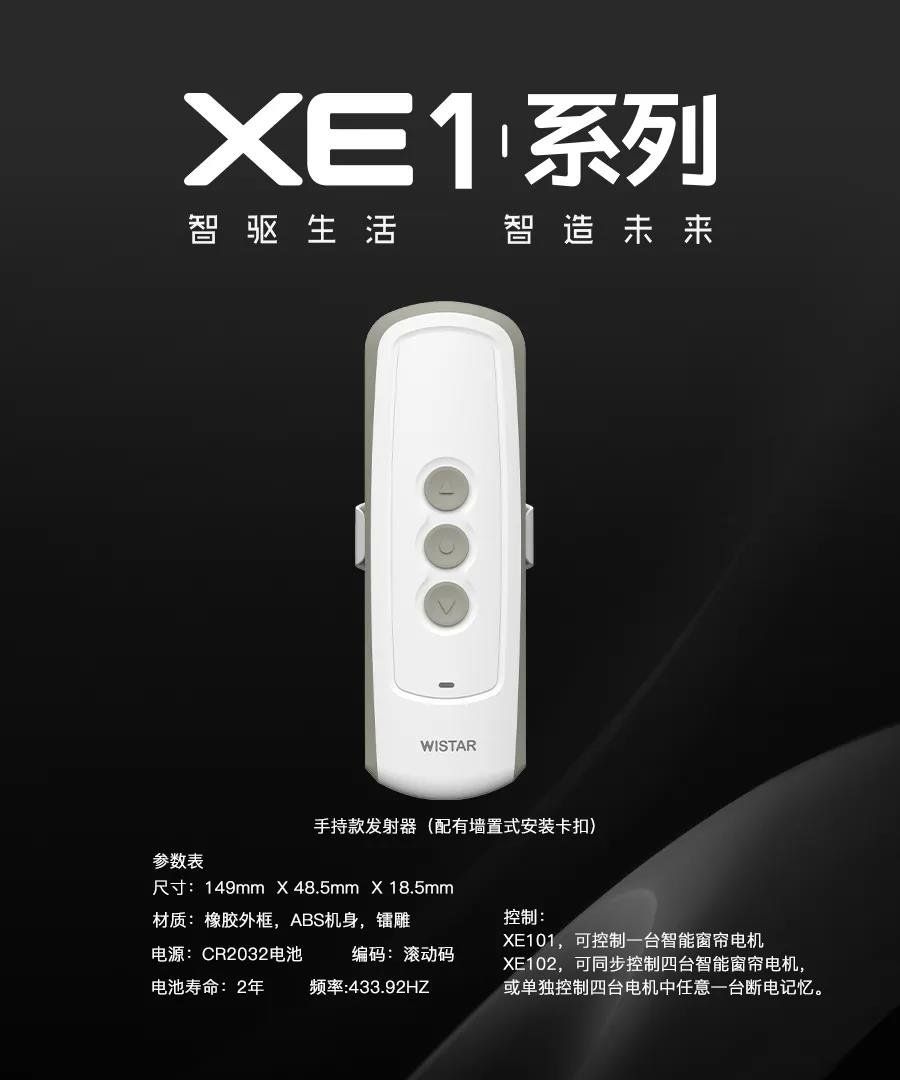 XE1系列
智驱生活 智造未来
WISTAR
手持款发射器（配有墙置式安装卡扣）
参数表
尺寸：149mm X 48.5mm X 18.5mm
材质：橡胶外框，ABS机身，镭雕
电源：CR2032电池 编码：滚动码
电池寿命：2年 频率:433.92HZ
控制：
XE101，可控制一台智能窗帘电机
XE102，可同步控制四台智能窗帘电机，
或单独控制四台电机中任意一台断电记忆。